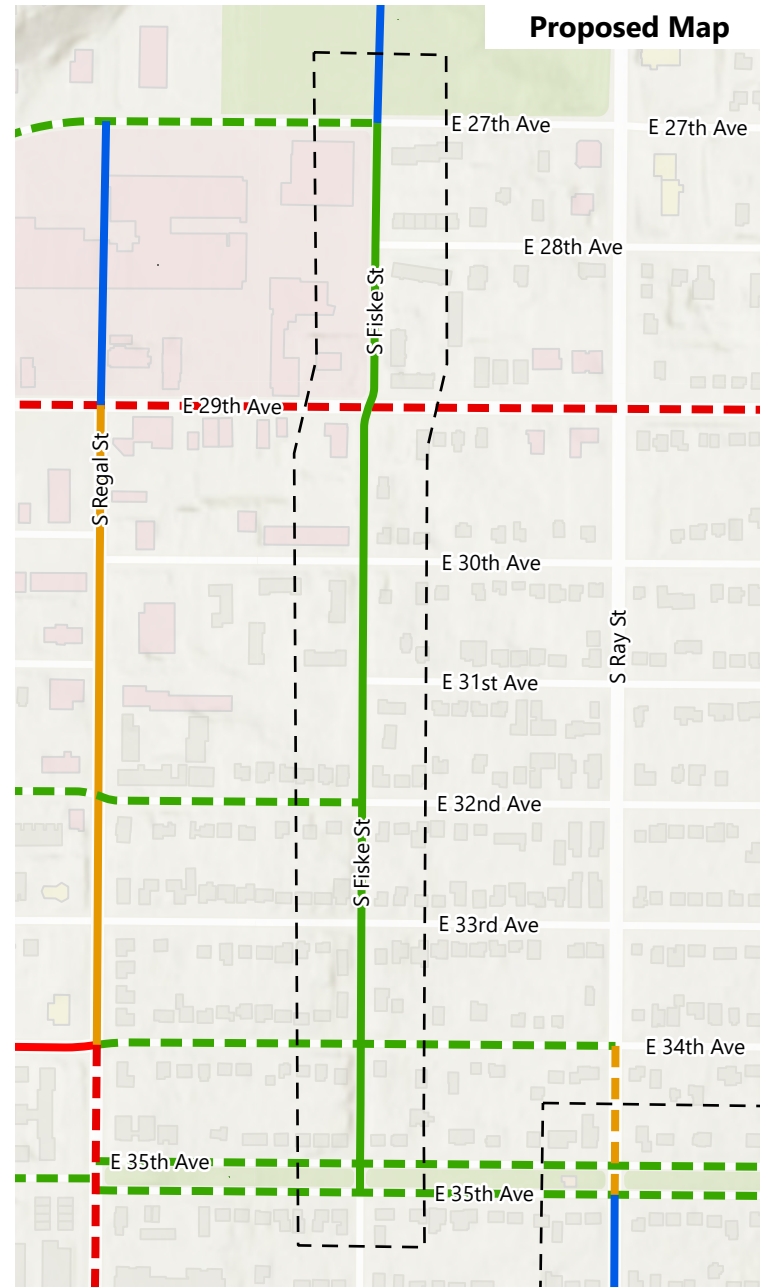 Proposed Map
E 27th Ave
E 27th Ave
E 28th Ave
S Fiske St
E 29th Ave
S Regal St
E 30th Ave
S Ray St
E 31st Ave
E 32nd Ave
S Fiske St
E 33rd Ave
E 34th Ave
E 35th Ave
E 35th Ave